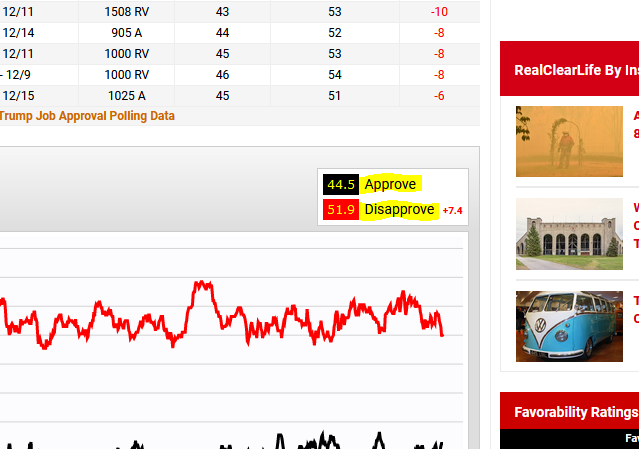 12/11 1508 RV 43 53 -10
12/14 905 A 44 52 -8
12/11 1000 RV 45 53 -8
- 12/9 1000 RV 46 54 -8
12/15 1025 A 45 51 -6
Trump Job Approval Polling Data
44.5 Approve
51.9 Disapprove +7.4
RealClearLife By Ins
A
8
W
C
T
T
C
Favorability Ratings
Fav